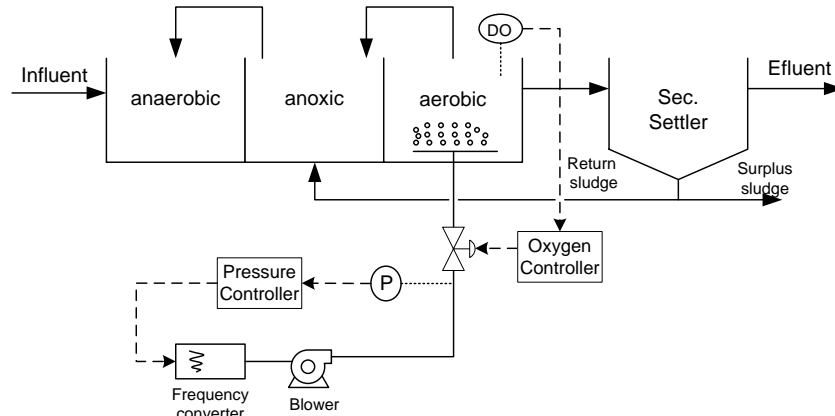 DO
Influent
Efluent
anaerobic
anoxic
aerobic
Sec.
Settler
Return
sludge
Surplus
sludge
Oxygen
Controller
Pressure
Controller
P
Frequency
converter
Blower